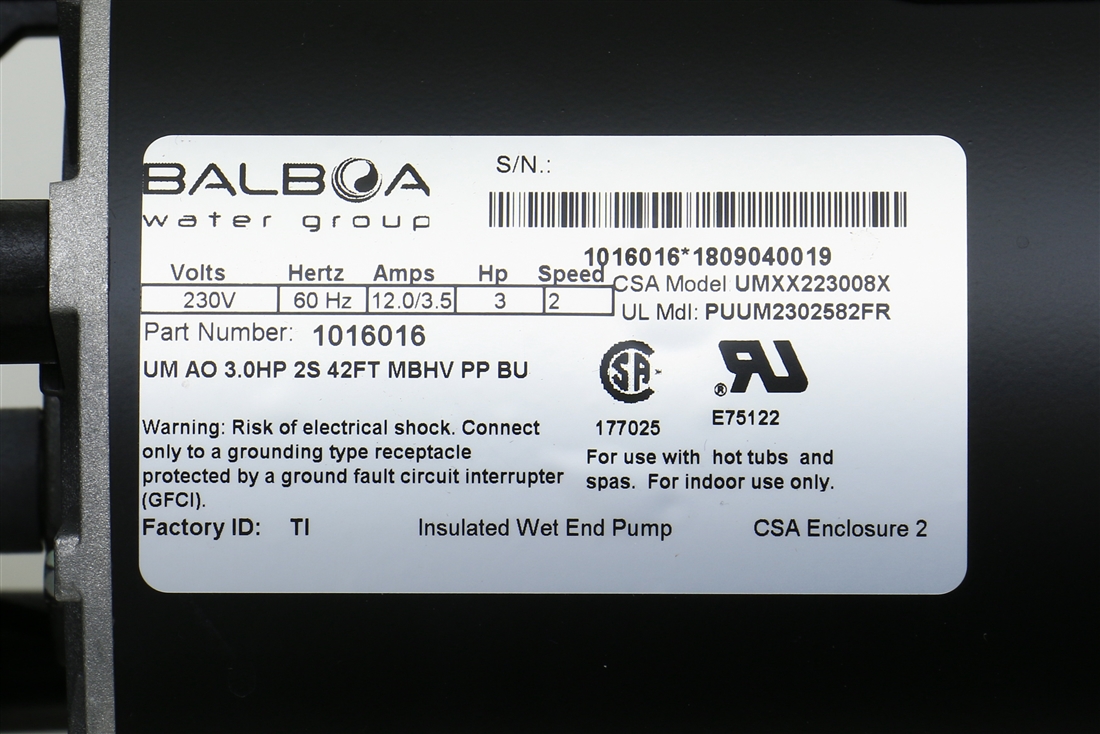 BALBOA
water group
S/N.:
1016016*1809040019
Volts Hertz Amps Hp Speed
230V 60 Hz 12.0/3.5 3 2
CSA Model UMXX223008X
UL Mdl: PUUM2302582FR
Part Number: 1016016
UM AO 3.0HP 2S 42FT MBHV PP BU
SA
177025
RU
®
E75122
Warning: Risk of electrical shock. Connect
only to a grounding type receptacle
protected by a ground fault circuit interrupter
(GFCI).
For use with hot tubs and
spas. For indoor use only.
Factory ID: TI Insulated Wet End Pump CSA Enclosure 2